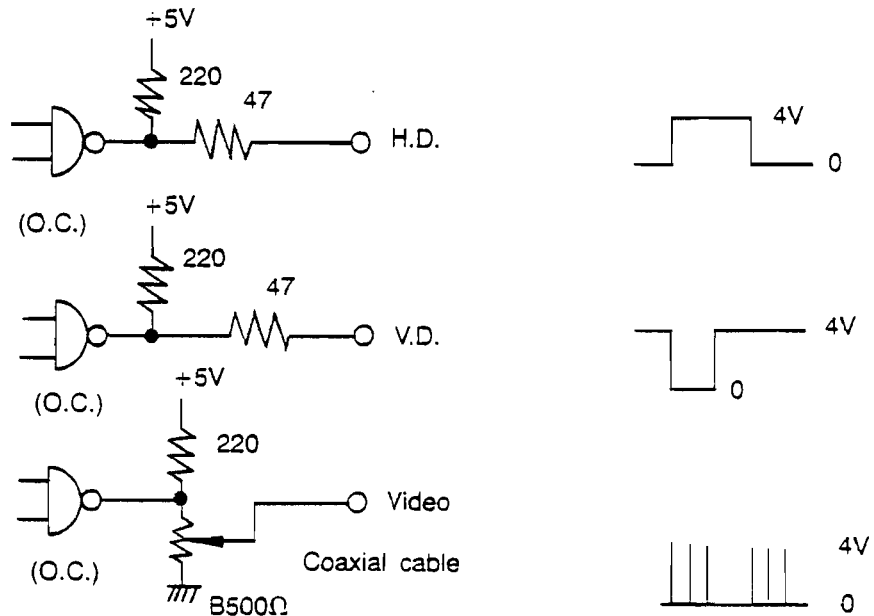 +5V
220
47
H.D.
4V
0
(O.C.)
+5V
220
47
V.D.
4V
0
(O.C.)
+5V
220
Video
4V
0
(O.C.)
Coaxial cable
B500Ω